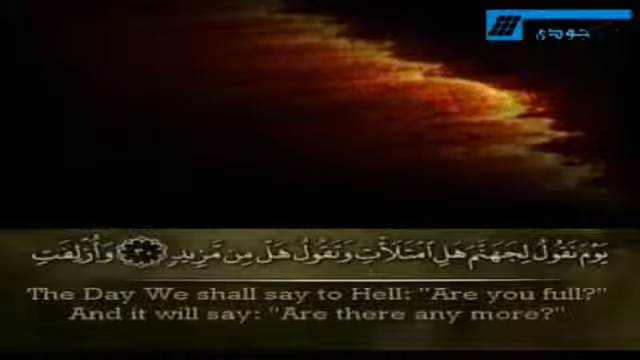 جودي
يَوْمَ نَقُولُ لِجَهَنَّمَ هَلِ امْتَلَأْتِ وَتَقُولُ هَلْ مِن مَّزِيدٍ ﴿٣٠﴾ وَأُزْلِفَتِ
The Day We shall say to Hell: "Are you full?"
And it will say: "Are there any more?"